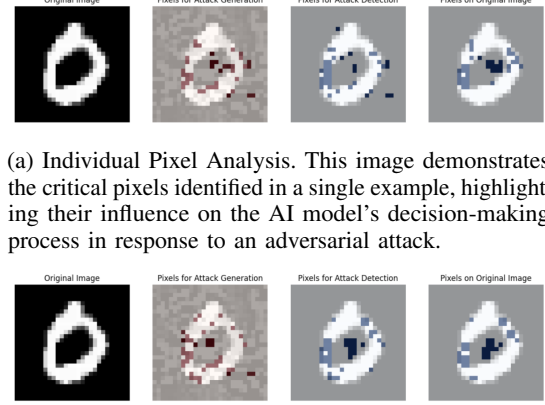 Original Image Pixels for Attack Generation Pixels for Attack Detection Pixels on Original Image
(a) Individual Pixel Analysis. This image demonstrates
the critical pixels identified in a single example, highlight
ing their influence on the AI model's decision-making
process in response to an adversarial attack.
Original Image Pixels for Attack Generation Pixels for Attack Detection Pixels on Original Image